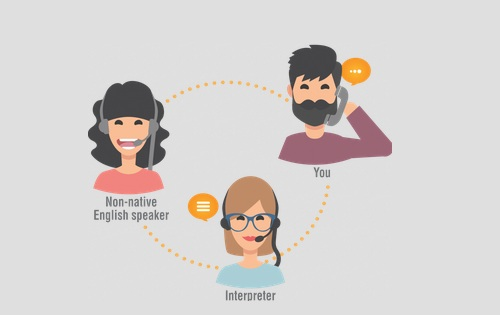 You
Non-native
English speaker
Interpreter